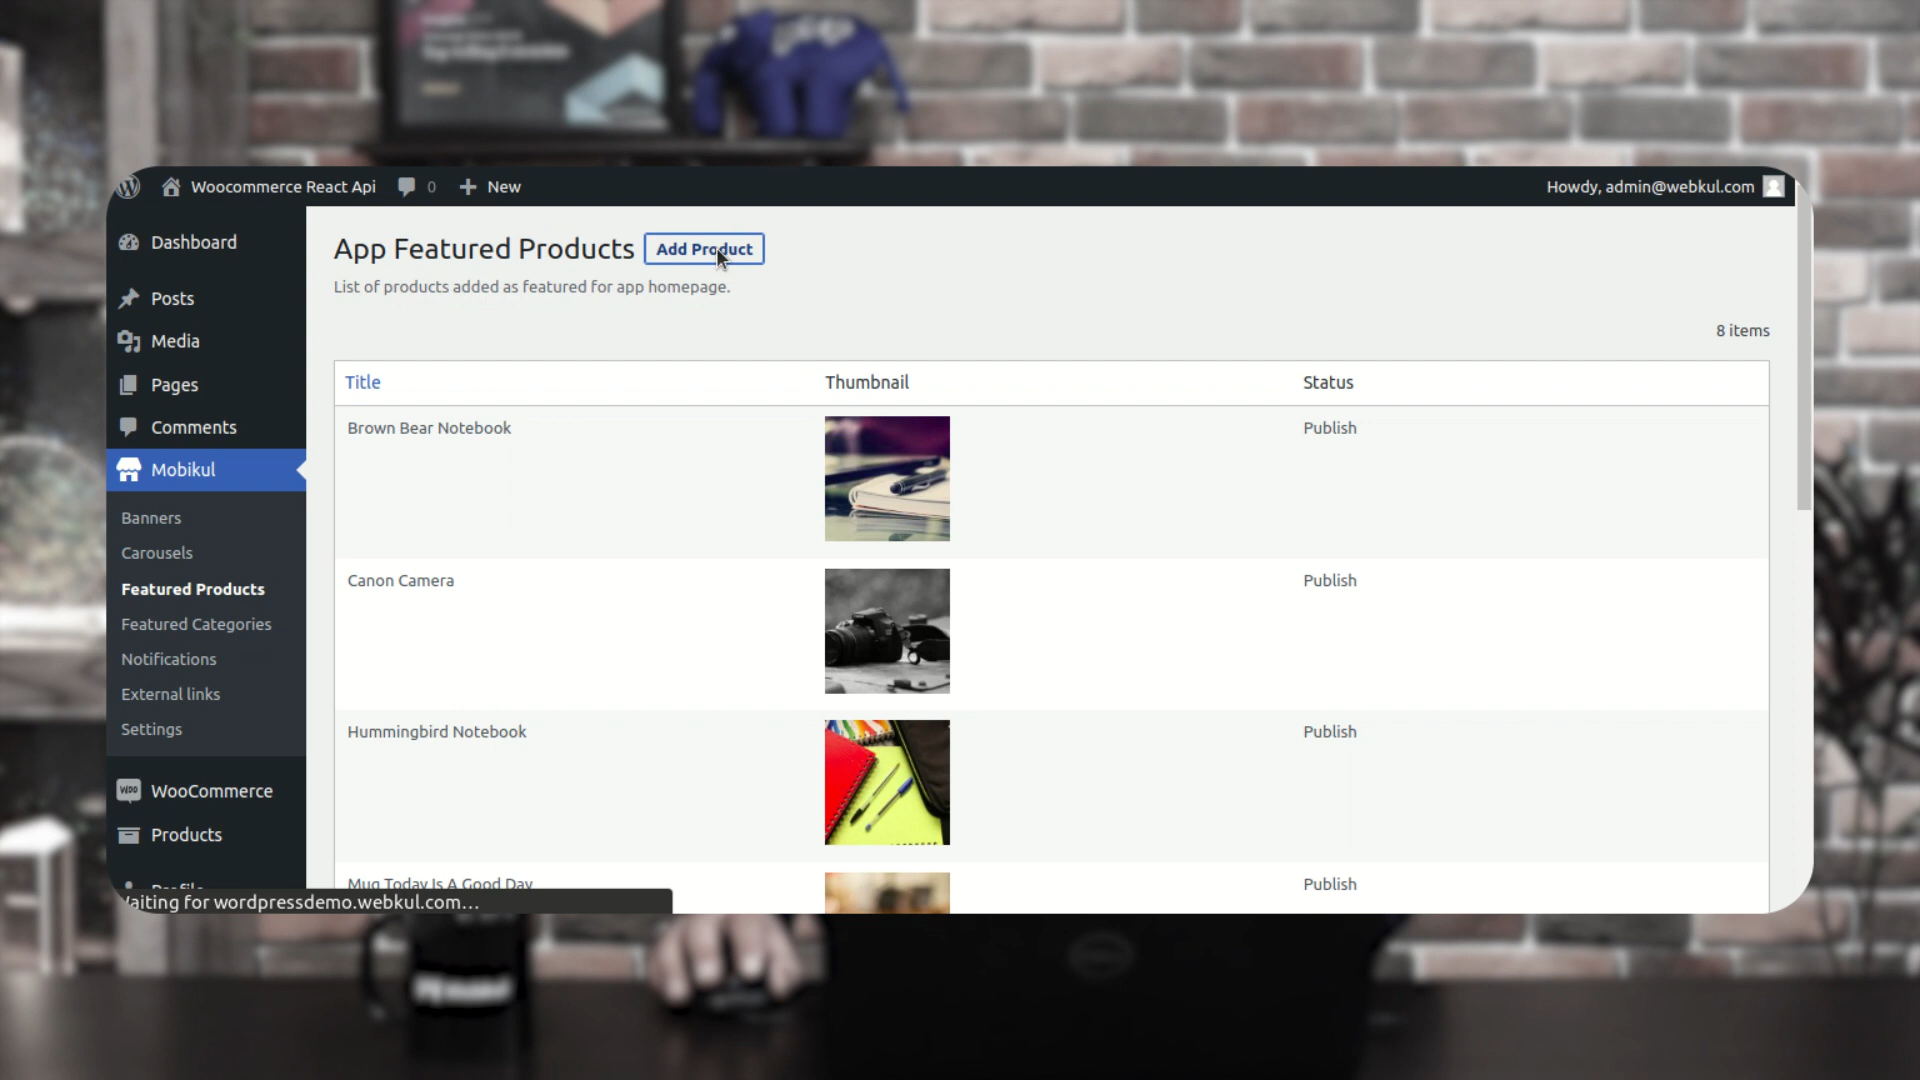 Woocommerce React Api
0
New
Howdy, admin@webkul.com
Dashboard
Posts
Media
Pages
Comments
Mobikul
Banners
Carousels
Featured Products
Featured Categories
Notifications
External links
Settings
WOO WooCommerce
Products
Profile
App Featured Products
Add Product
List of products added as featured for app homepage.
8 items
Title Thumbnail Status
Brown Bear Notebook Publish
Canon Camera Publish
Hummingbird Notebook Publish
Mug Today Is A Good Day Publish
for wordpressdemo.webkul.com...